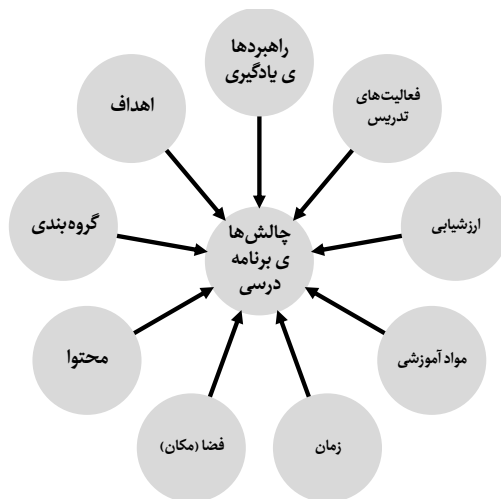 راهبردها
ی یادگیری
فعالیت‌های
تدریس
ارزشیابی
مواد آموزشی
زمان
فضا (مکان)
محتوا
گروه‌بندی
اهداف
چالش‌ها
ی برنامه
درسی